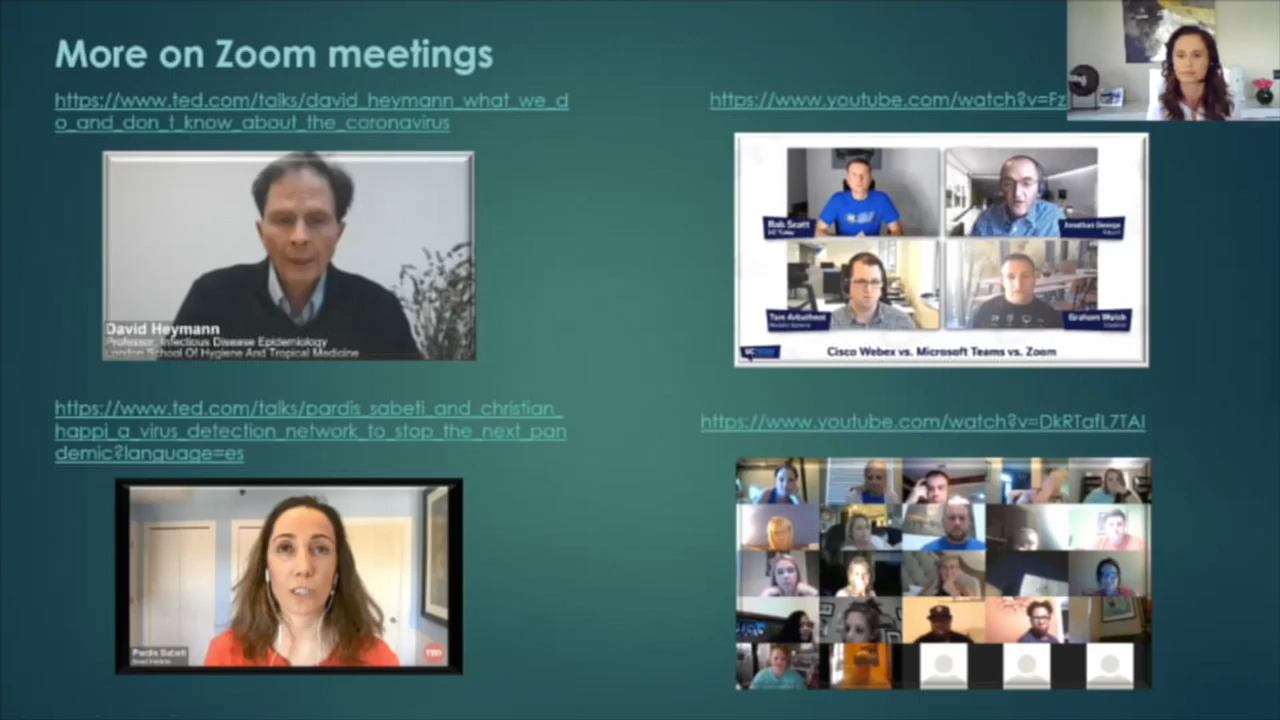 More on Zoom meetings
https://www.ted.com/talks/david_heymann_what_we_d
o_and_don_t_know_about_the_coronavirus
David Heymann
Professor, Infectious Disease Epidemiology
London School Of Hygiene And Tropical Medicine
https://www.ted.com/talks/pardis_sabeti_and_christian_
happi_a_virus_detection_network_to_stop_the_next_pan
demic?language=es
Pardis Sabeti
TED
https://www.youtube.com/watch?v=Fz
Rob Scott
UC Today
Jonathan
Tom Arbuthnot
Graham Walsh
Cisco Webex vs. Microsoft Teams vs. Zoom
https://www.youtube.com/watch?v=DkRTafL7TAI